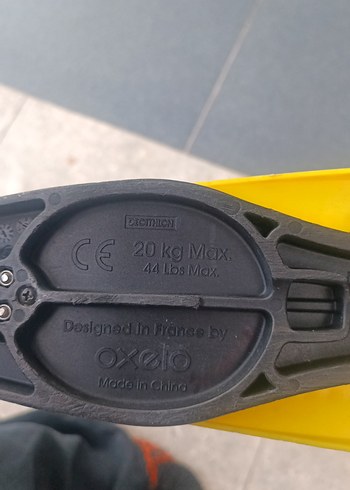 DECATHLON
CE 20 kg Max.
44 Lbs Max.
Designed in France by
oxelo
Made in China